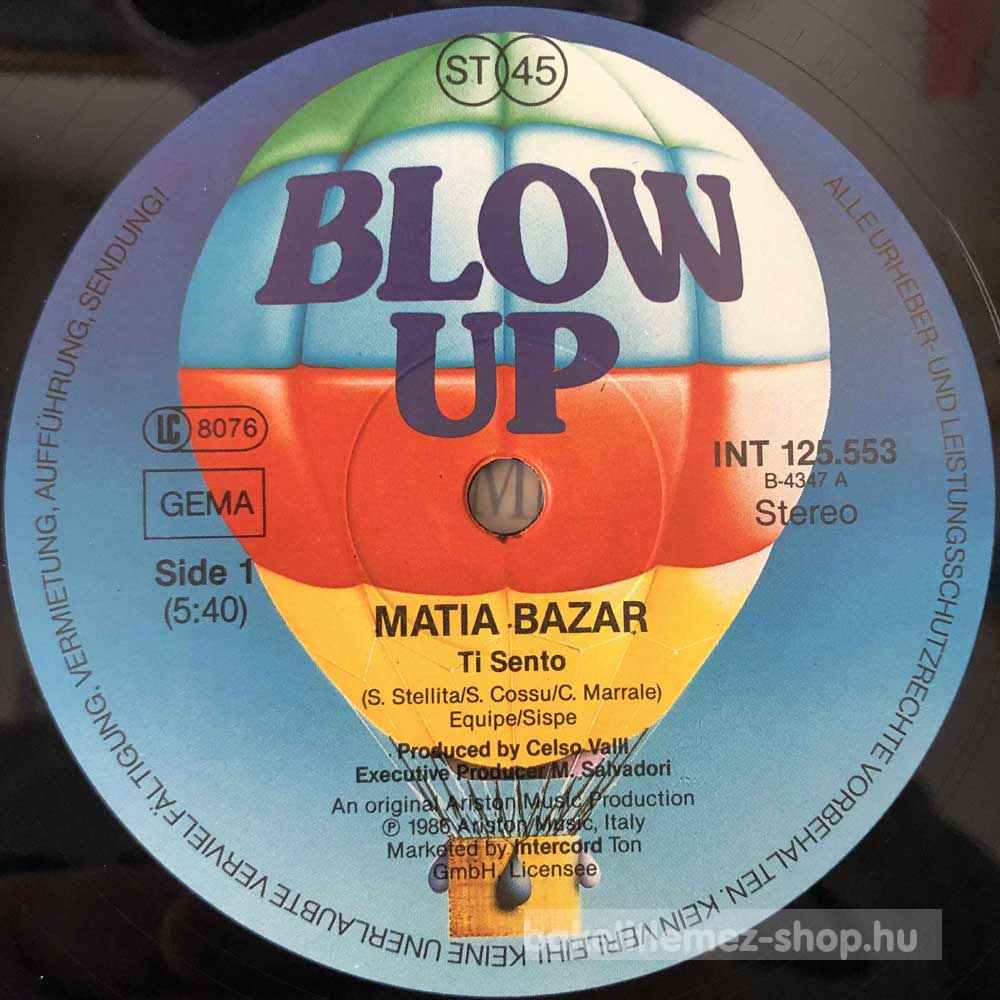 ST 45
BLOW
UP
LC 8076
GEMA
Side 1
(5:40)
INT 125.553
B-4347 A
Stereo
MATIA BAZAR
Ti Sento
(S. Stellita/S. Cossu/C. Marrale)
Equipe/Sispe
Produced by Celso Valli
Executive Producer M. Salvadori
An original Ariston Music Production
℗ 1986 Ariston Music, Italy
Marketed by Intercord Ton
GmbH. Licensee
ALLE URHEBER- UND LEISTUNGSSCHUTZRECHTE VORBEHALTEN. KEIN VERLEIH! KEINE UNERLAUBTE VERVIELFÄLTIGUNG, VERMIETUNG, AUFFÜHRUNG, SENDUNG!
bakelitlemez-shop.hu